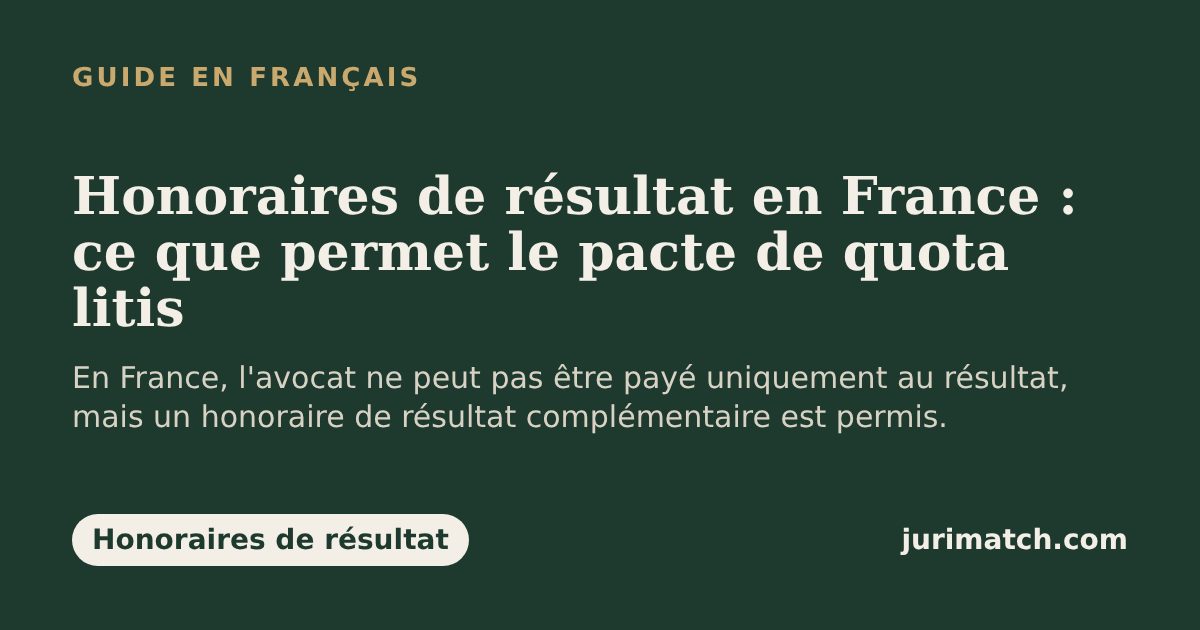 GUIDE EN FRANÇAIS
Honoraires de résultat en France :
ce que permet le pacte de quota
litis
En France, l'avocat ne peut pas être payé uniquement au résultat,
mais un honoraire de résultat complémentaire est permis.
Honoraires de résultat
jurimatch.com